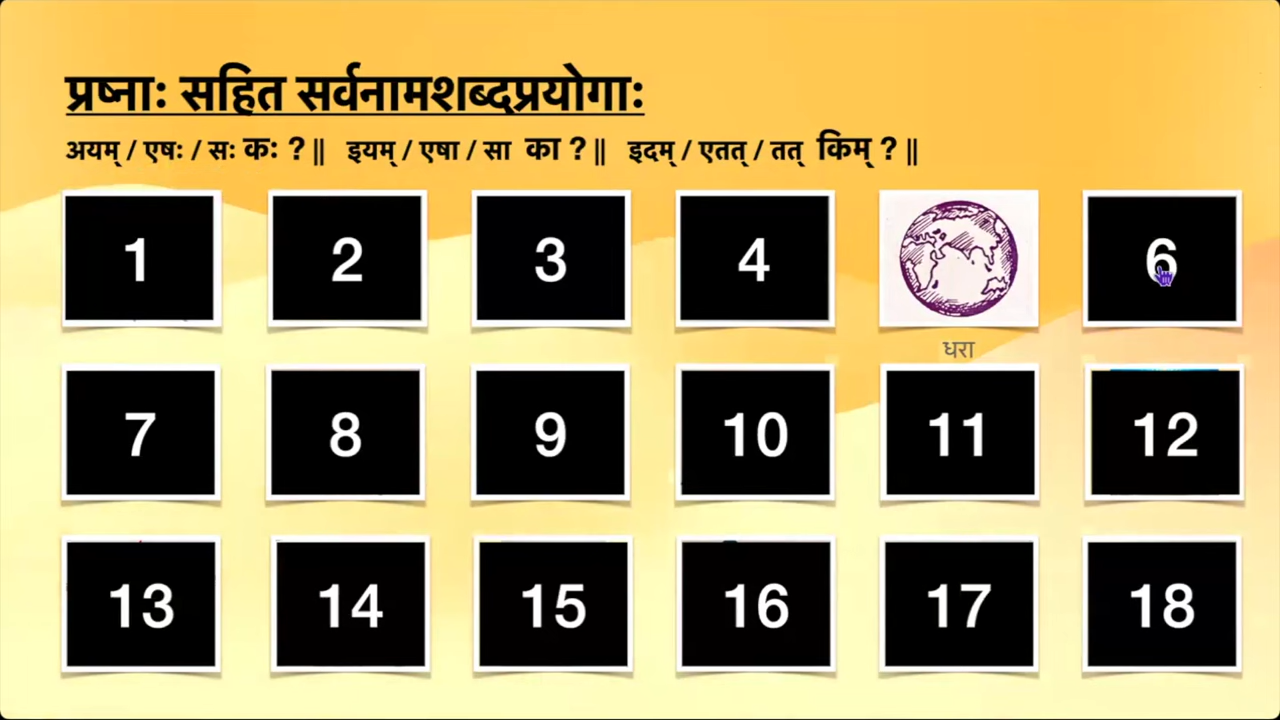 प्रष्नाः सहित सर्वनामशब्दप्रयोगाः
अयम् / एषः / सः कः ? || इयम् / एषा / सा का ? || इदम् / एतत् / तत् किम् ? ||
1 2 3 4 6
धरा
7 8 9 10 11 12
13 14 15 16 17 18